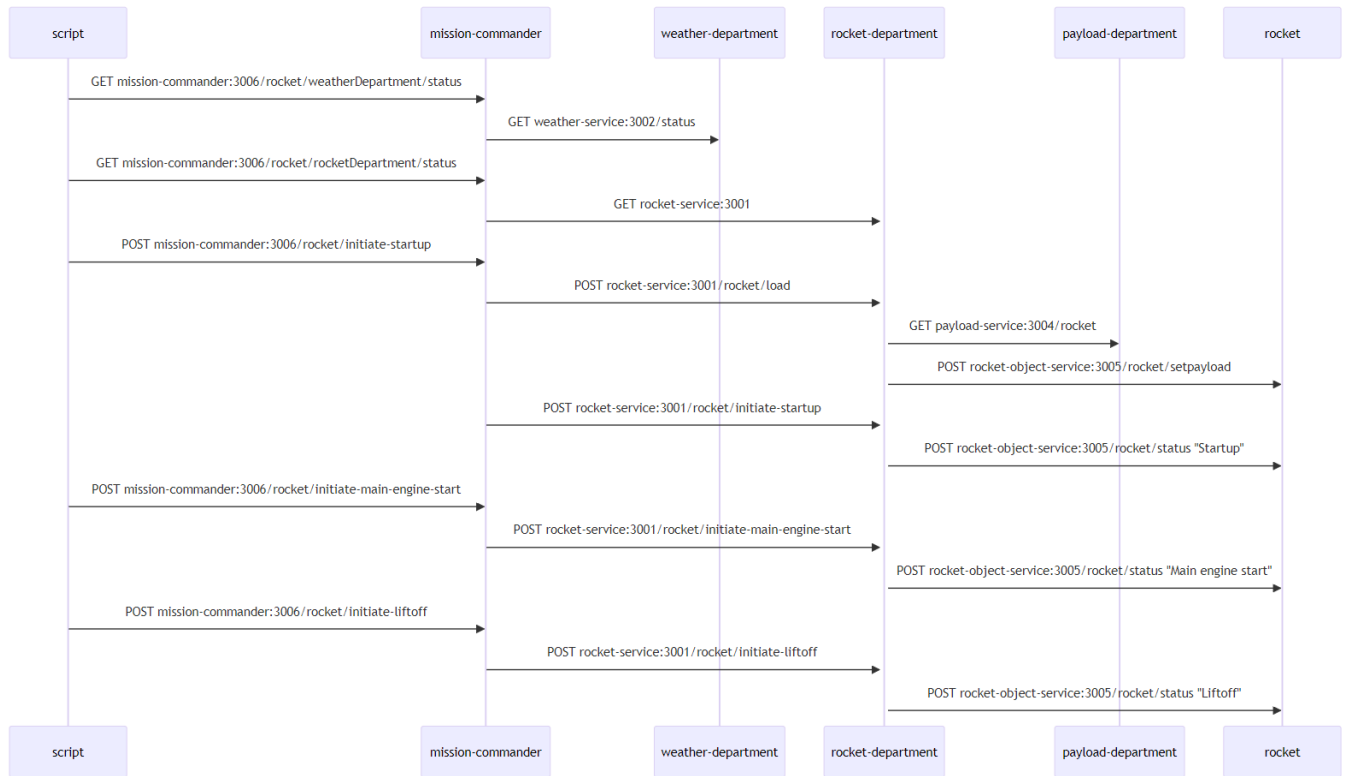 script
mission-commander
weather-department
rocket-department
payload-department
rocket
GET mission-commander:3006/rocket/weatherDepartment/status
GET weather-service:3002/status
GET mission-commander:3006/rocket/rocketDepartment/status
GET rocket-service:3001
POST mission-commander:3006/rocket/initiate-startup
POST rocket-service:3001/rocket/load
GET payload-service:3004/rocket
POST rocket-object-service:3005/rocket/setpayload
POST rocket-service:3001/rocket/initiate-startup
POST rocket-object-service:3005/rocket/status "Startup"
POST mission-commander:3006/rocket/initiate-main-engine-start
POST rocket-service:3001/rocket/initiate-main-engine-start
POST rocket-object-service:3005/rocket/status "Main engine start"
POST mission-commander:3006/rocket/initiate-liftoff
POST rocket-service:3001/rocket/initiate-liftoff
POST rocket-object-service:3005/rocket/status "Liftoff"
script
mission-commander
weather-department
rocket-department
payload-department
rocket